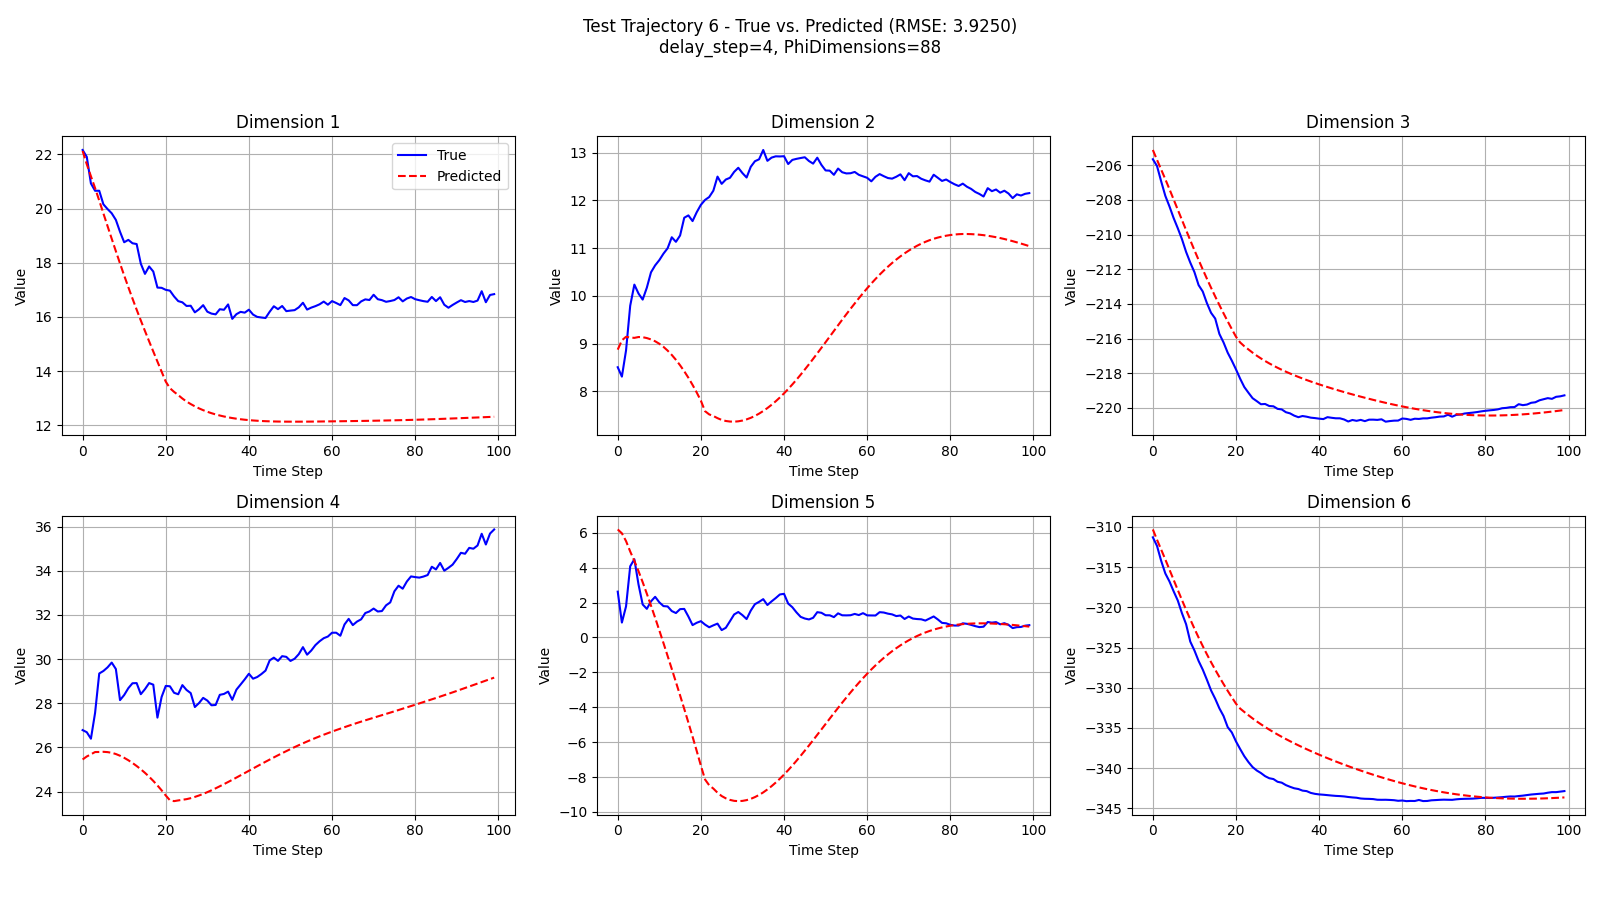 Test Trajectory 6 - True vs. Predicted (RMSE: 3.9250)
delay_step=4, PhiDimensions=88
Dimension 1
Value
22
20
18
16
14
12
0 20 40 60 80 100
Time Step
True
Predicted
Dimension 2
Value
13
12
11
10
9
8
0 20 40 60 80 100
Time Step
Dimension 3
Value
−206
−208
−210
−212
−214
−216
−218
−220
0 20 40 60 80 100
Time Step
Dimension 4
Value
36
34
32
30
28
26
24
0 20 40 60 80 100
Time Step
Dimension 5
Value
6
4
2
0
−2
−4
−6
−8
−10
0 20 40 60 80 100
Time Step
Dimension 6
Value
−310
−315
−320
−325
−330
−335
−340
−345
0 20 40 60 80 100
Time Step